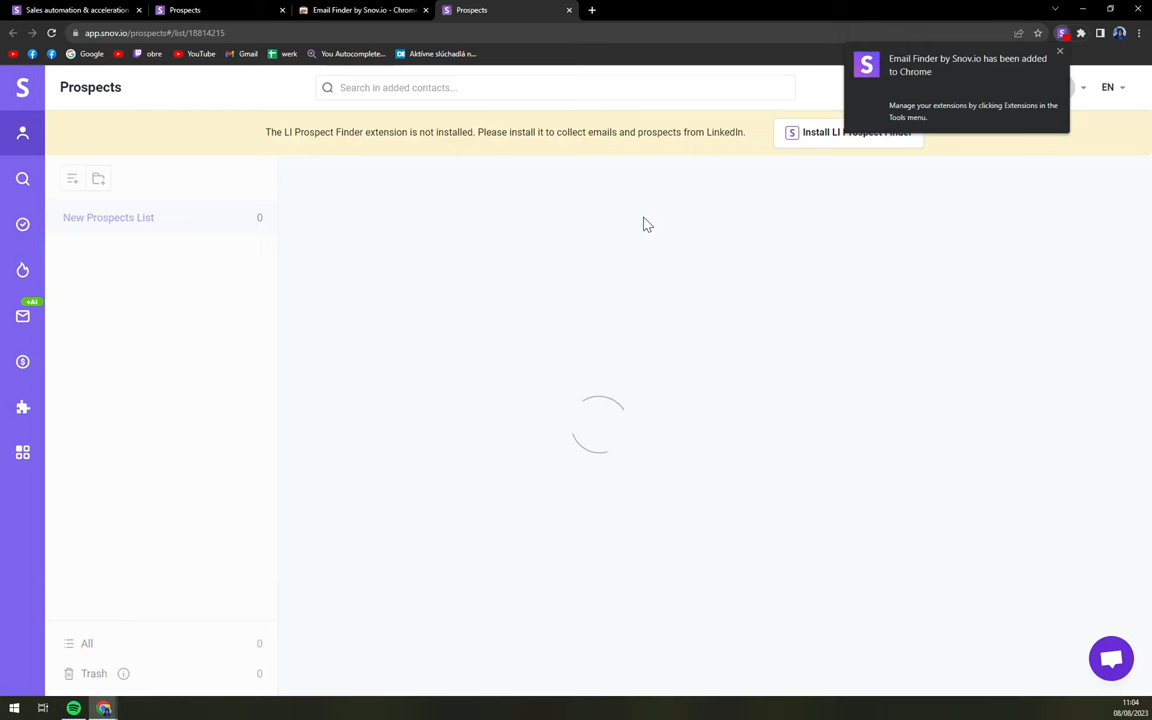 Sales automation & acceleration
Prospects
Email Finder by Snov.io - Chrome
Prospects
app.snov.io/prospects#/list/18814215
Google
obre
YouTube
Gmail
werk
You Autocomplete...
Aktívne slúchadlá n...
S
Prospects
Search in added contacts...
EN
S
Email Finder by Snov.io has been added
to Chrome
Manage your extensions by clicking Extensions in the
Tools menu.
The LI Prospect Finder extension is not installed. Please install it to collect emails and prospects from LinkedIn.
S Install LI Prospect Finder
New Prospects List 0
+AI
All 0
Trash 0
11:04
08/08/2023